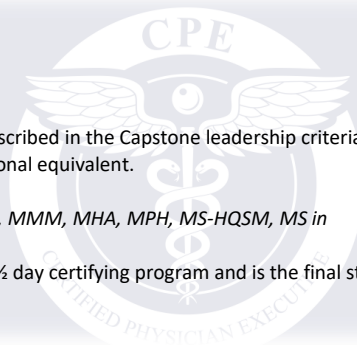 CPE
scribed in the Capstone leadership criteria
onal equivalent.
, MMM, MHA, MPH, MS-HQSM, MS in
½ day certifying program and is the final st
CERTIFIED PHYSICIAN EXECUTIVE